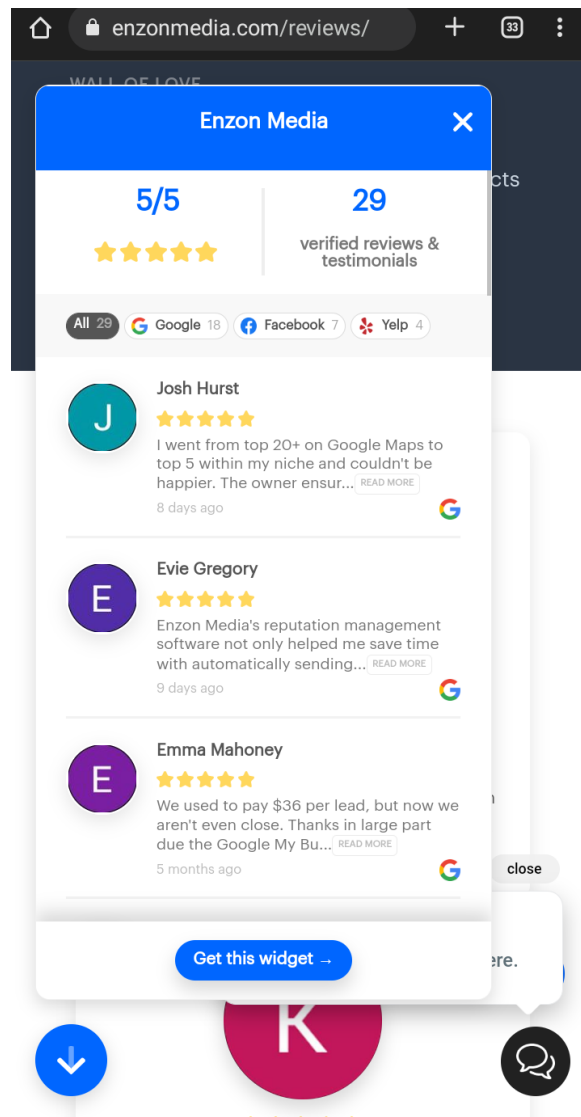 enzonmedia.com/reviews/
33
WALL OF LOVE
Enzon Media
cts
5/5
29
verified reviews &
testimonials
All 29
Google 18
Facebook 7
Yelp 4
J
Josh Hurst
I went from top 20+ on Google Maps to
top 5 within my niche and couldn't be
happier. The owner ensur... READ MORE
8 days ago
E
Evie Gregory
Enzon Media's reputation management
software not only helped me save time
with automatically sending... READ MORE
9 days ago
E
Emma Mahoney
We used to pay $36 per lead, but now we
aren't even close. Thanks in large part
due the Google My Bu... READ MORE
5 months ago
close
Get this widget →
ere.
K